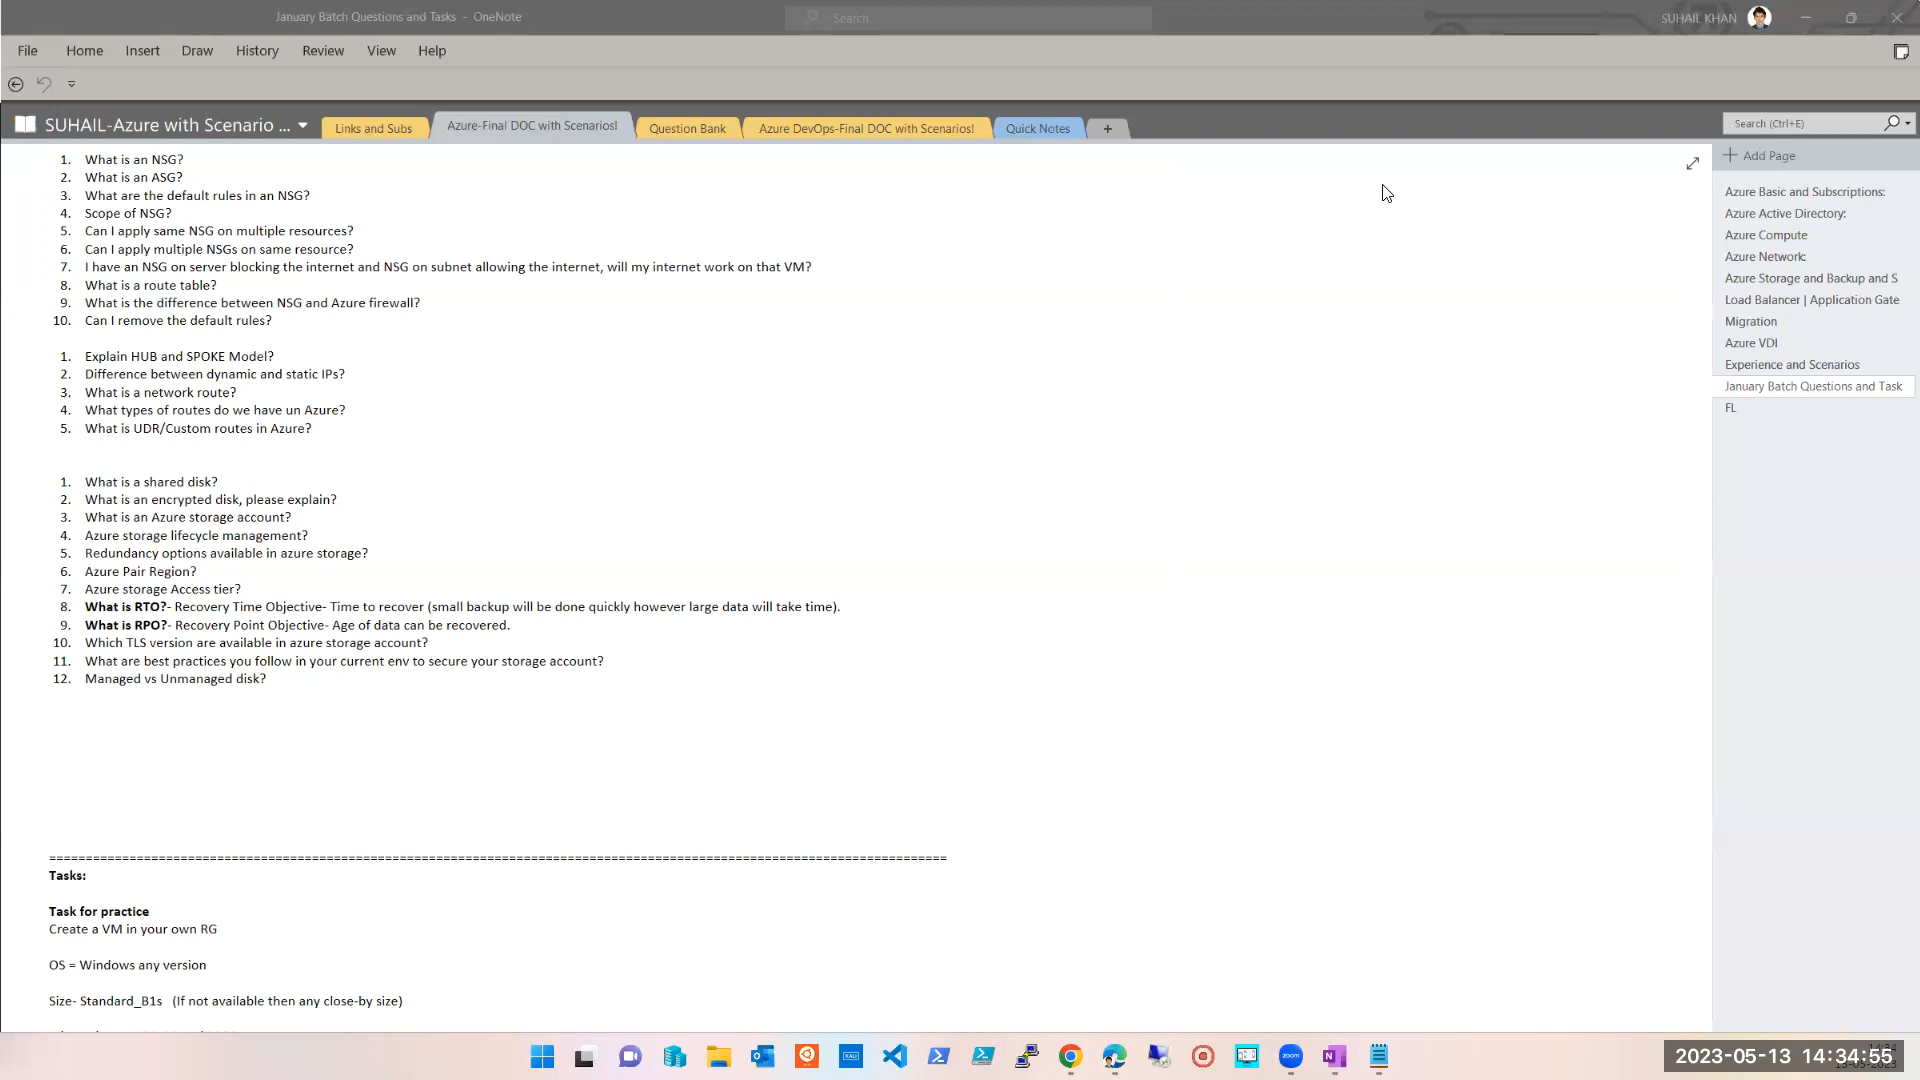 January Batch Questions and Tasks - OneNote
Search
SUHAIL KHAN
File Home Insert Draw History Review View Help
SUHAIL-Azure with Scenario ...
Links and Subs
Azure-Final DOC with Scenarios!
Question Bank
Azure DevOps-Final DOC with Scenarios!
Quick Notes
+
Search (Ctrl+E)
1. What is an NSG?
2. What is an ASG?
3. What are the default rules in an NSG?
4. Scope of NSG?
5. Can I apply same NSG on multiple resources?
6. Can I apply multiple NSGs on same resource?
7. I have an NSG on server blocking the internet and NSG on subnet allowing the internet, will my internet work on that VM?
8. What is a route table?
9. What is the difference between NSG and Azure firewall?
10. Can I remove the default rules?
1. Explain HUB and SPOKE Model?
2. Difference between dynamic and static IPs?
3. What is a network route?
4. What types of routes do we have un Azure?
5. What is UDR/Custom routes in Azure?
1. What is a shared disk?
2. What is an encrypted disk, please explain?
3. What is an Azure storage account?
4. Azure storage lifecycle management?
5. Redundancy options available in azure storage?
6. Azure Pair Region?
7. Azure storage Access tier?
8. What is RTO?- Recovery Time Objective- Time to recover (small backup will be done quickly however large data will take time).
9. What is RPO?- Recovery Point Objective- Age of data can be recovered.
10. Which TLS version are available in azure storage account?
11. What are best practices you follow in your current env to secure your storage account?
12. Managed vs Unmanaged disk?
Tasks:
Task for practice
Create a VM in your own RG
OS = Windows any version
Size- Standard_B1s (If not available then any close-by size)
Add Page
Azure Basic and Subscriptions:
Azure Active Directory:
Azure Compute
Azure Network:
Azure Storage and Backup and S
Load Balancer | Application Gate
Migration
Azure VDI
Experience and Scenarios
January Batch Questions and Task
FL
KALI
zoom
2023-05-13 14:34:55